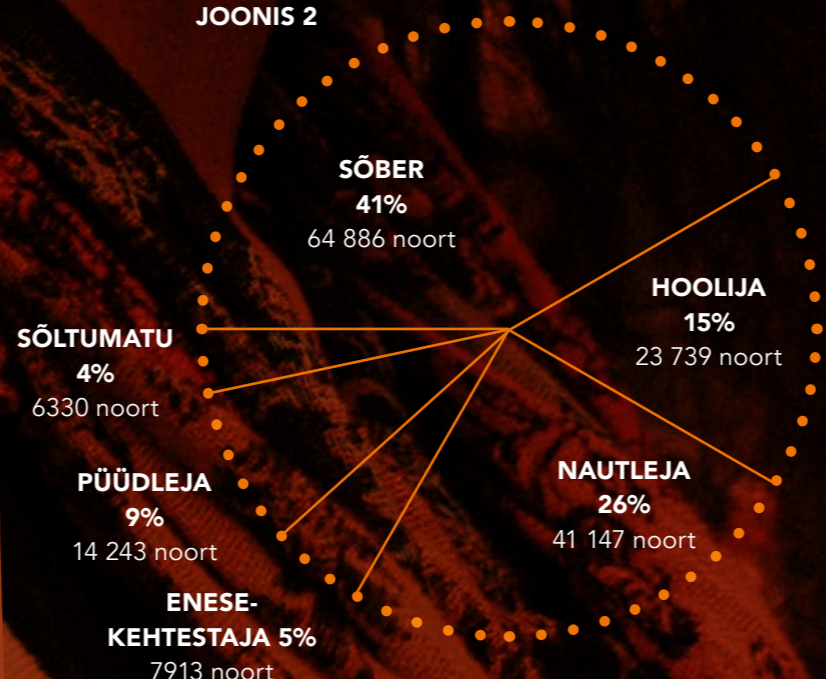 JOONIS 2
SÕBER
41%
64 886 noort
HOOLIJA
15%
23 739 noort
SÕLTUMATU
4%
6330 noort
NAUTLEJA
26%
41 147 noort
PÜÜDLEJA
9%
14 243 noort
ENESE-
KEHTESTAJA 5%
7913 noort